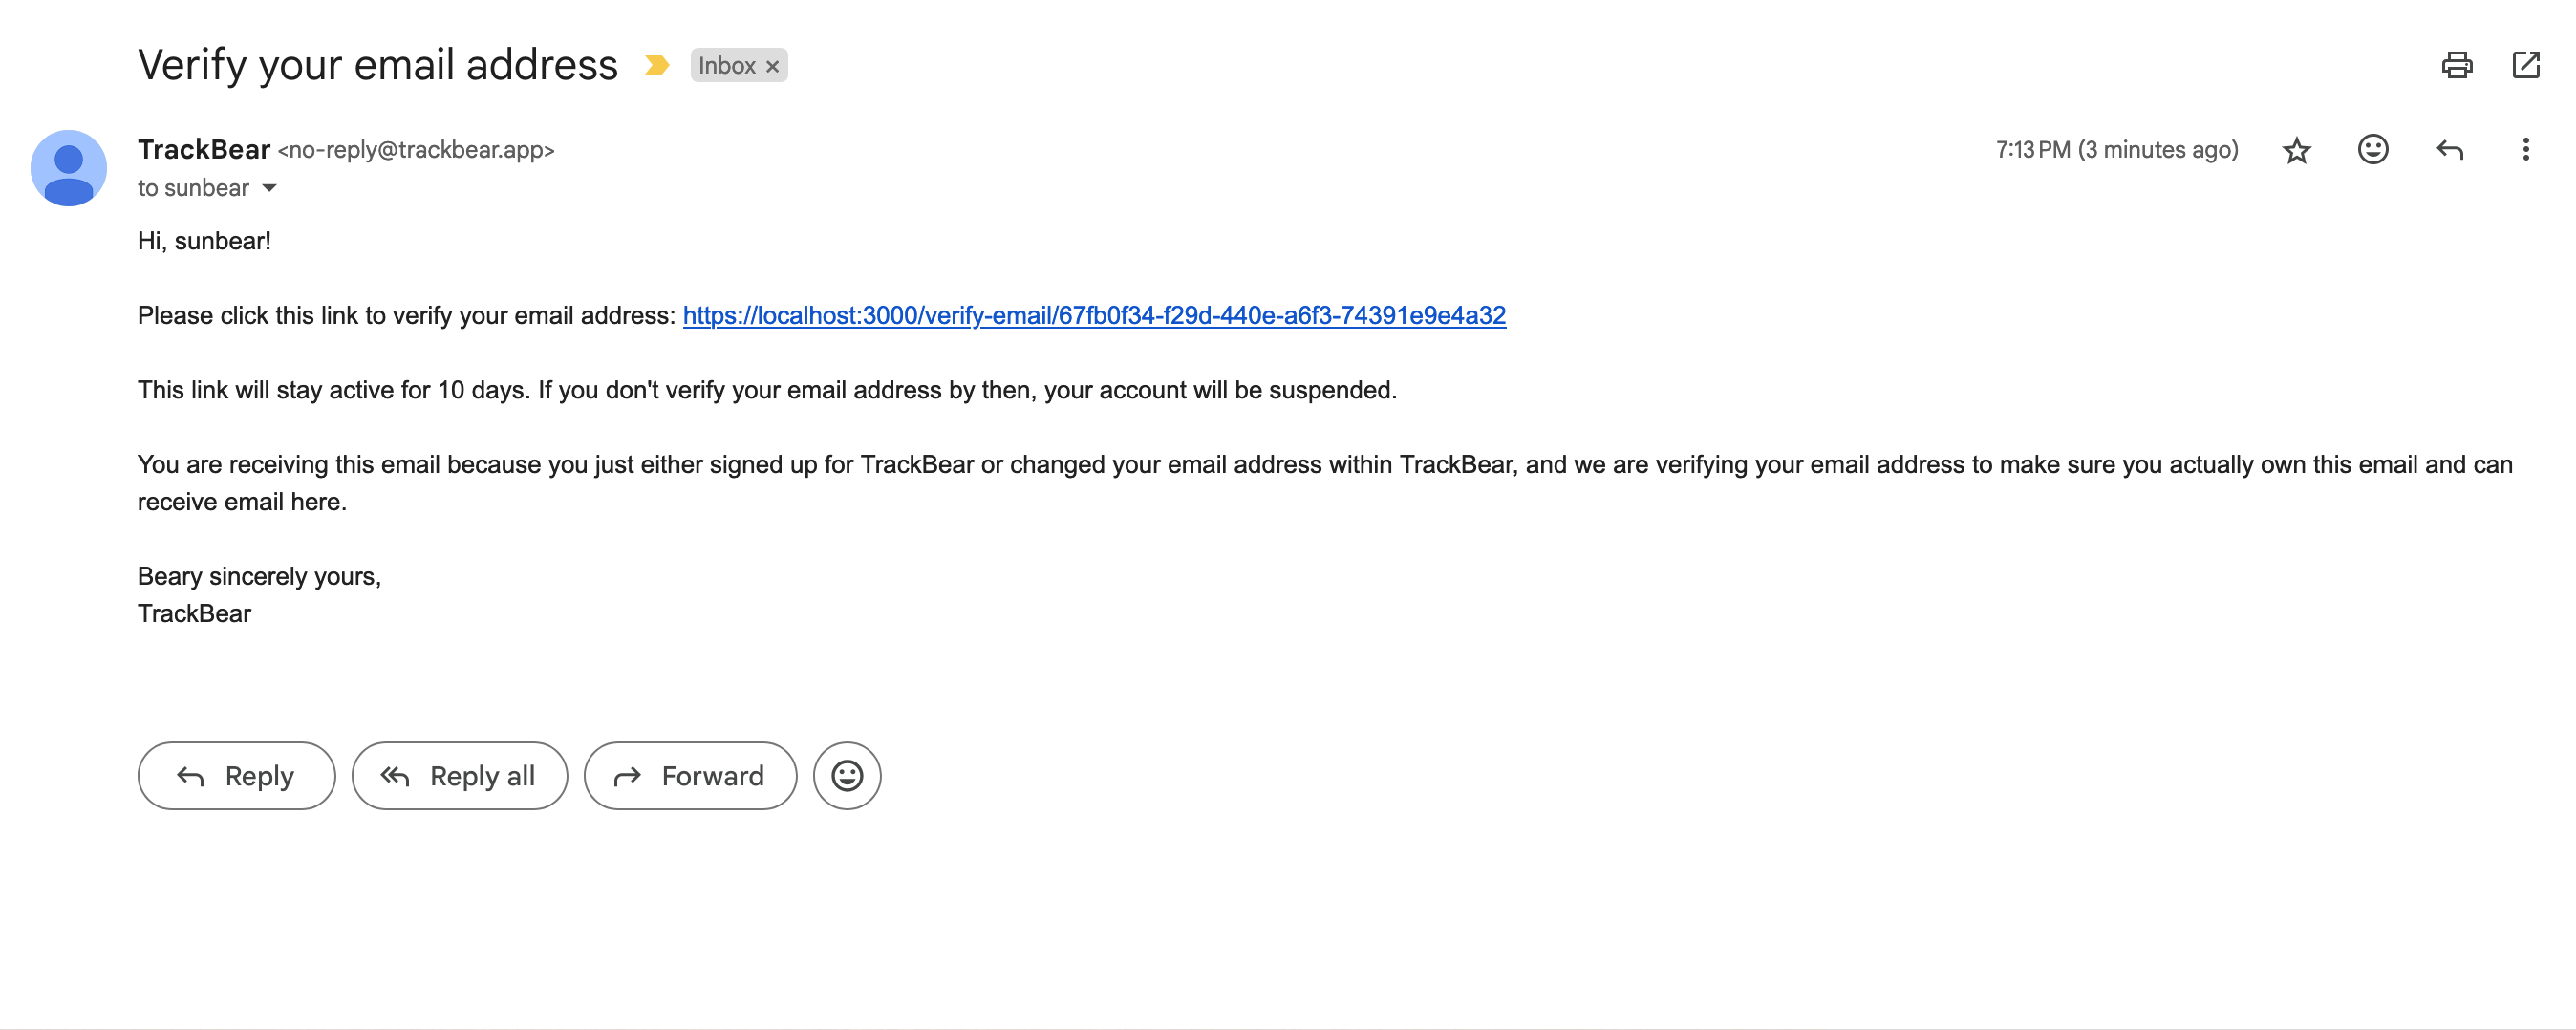 Verify your email address Inbox ×
TrackBear <no-reply@trackbear.app> 7:13 PM (3 minutes ago)
to sunbear
Hi, sunbear!
Please click this link to verify your email address: https://localhost:3000/verify-email/67fb0f34-f29d-440e-a6f3-74391e9e4a32
This link will stay active for 10 days. If you don't verify your email address by then, your account will be suspended.
You are receiving this email because you just either signed up for TrackBear or changed your email address within TrackBear, and we are verifying your email address to make sure you actually own this email and can
receive email here.
Beary sincerely yours,
TrackBear
Reply Reply all Forward